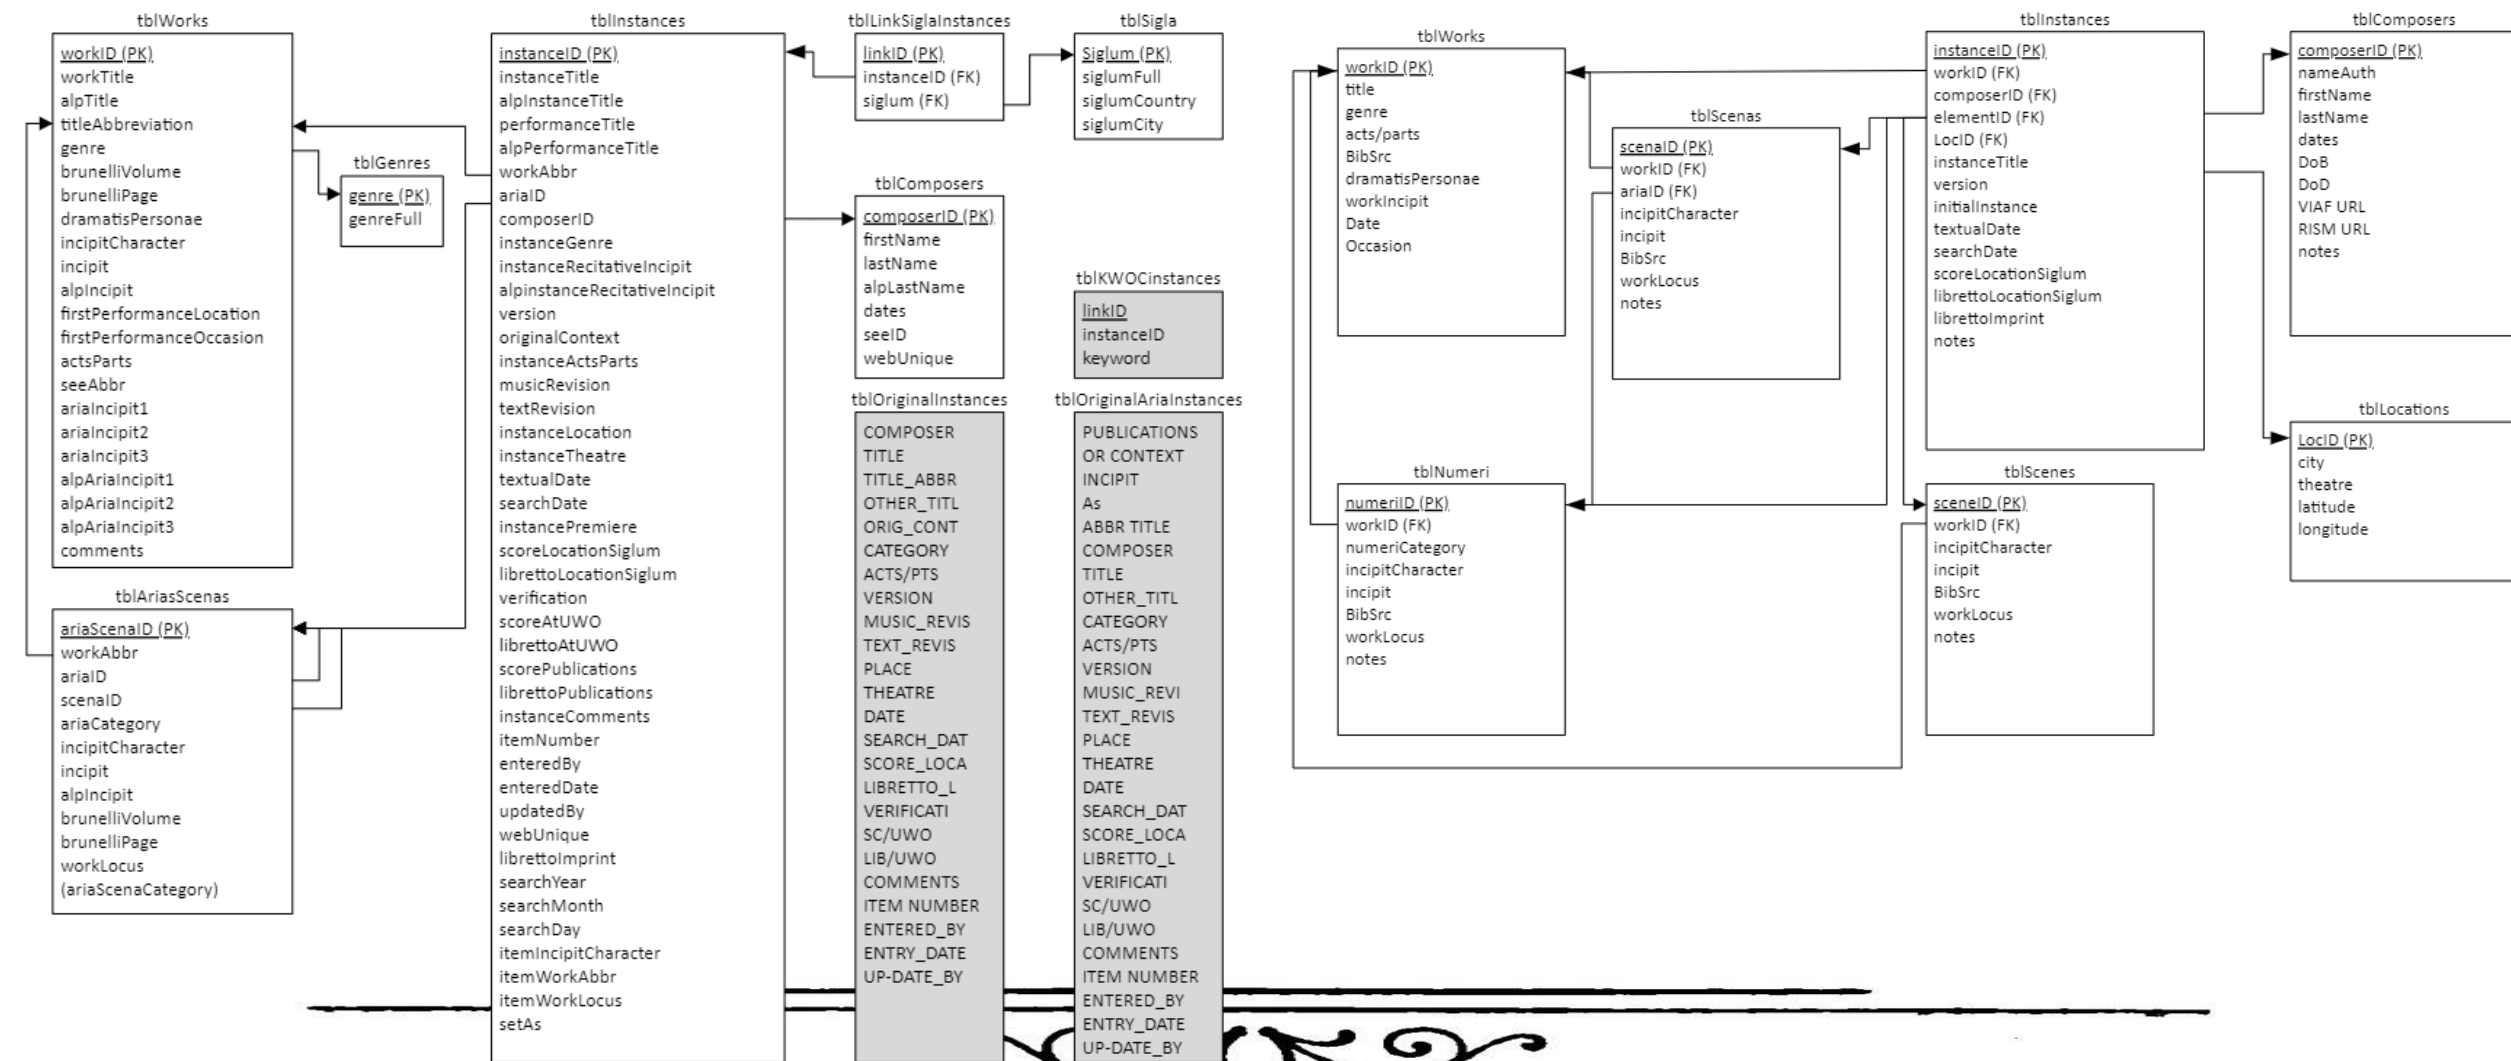 tblWorks
workID (PK)
workTitle
alpTitle
titleAbbreviation
genre
brunelliVolume
brunelliPage
dramatisPersonae
incipitCharacter
incipit
alpIncipit
firstPerformanceLocation
firstPerformanceOccasion
actsParts
seeAbbr
ariaIncipit1
ariaIncipit2
ariaIncipit3
alpAriaIncipit1
alpAriaIncipit2
alpAriaIncipit3
comments
tblGenres
genre (PK)
genreFull
tblAriasScenas
ariaScenaID (PK)
workAbbr
ariaID
scenaID
ariaCategory
incipitCharacter
incipit
alpIncipit
brunelliVolume
brunelliPage
workLocus
(ariaScenaCategory)
tblInstances
instanceID (PK)
instanceTitle
alpInstanceTitle
performanceTitle
alpPerformanceTitle
workAbbr
ariaID
composerID
instanceGenre
instanceRecitativeIncipit
alpinstanceRecitativeIncipit
version
originalContext
instanceActsParts
musicRevision
textRevision
instanceLocation
instanceTheatre
textualDate
searchDate
instancePremiere
scoreLocationSiglum
librettoLocationSiglum
verification
scoreAtUWO
librettoAtUWO
scorePublications
librettoPublications
instanceComments
itemNumber
enteredBy
enteredDate
updatedBy
webUnique
librettoImprint
searchYear
searchMonth
searchDay
itemIncipitCharacter
itemWorkAbbr
itemWorkLocus
setAs
tblLinkSiglaInstances
linkID (PK)
instanceID (FK)
siglum (FK)
tblSigla
Siglum (PK)
siglumFull
siglumCountry
siglumCity
tblComposers
composerID (PK)
firstName
lastName
alpLastName
dates
seeID
webUnique
tblKWOCinstances
linkID
instanceID
keyword
tblOriginalInstances
COMPOSER
TITLE
TITLE_ABBR
OTHER_TITL
ORIG_CONT
CATEGORY
ACTS/PTS
VERSION
MUSIC_REVIS
TEXT_REVIS
PLACE
THEATRE
DATE
SEARCH_DAT
SCORE_LOCA
LIBRETTO_L
VERIFICATI
SC/UWO
LIB/UWO
COMMENTS
ITEM NUMBER
ENTERED_BY
ENTRY_DATE
UP-DATE_BY
tblOriginalAriaInstances
PUBLICATIONS
OR CONTEXT
INCIPIT
As
ABBR TITLE
COMPOSER
TITLE
OTHER_TITL
CATEGORY
ACTS/PTS
VERSION
MUSIC_REVI
TEXT_REVIS
PLACE
THEATRE
DATE
SEARCH_DAT
SCORE_LOCA
LIBRETTO_L
VERIFICATI
SC/UWO
LIB/UWO
COMMENTS
ITEM NUMBER
ENTERED_BY
ENTRY_DATE
UP-DATE_BY
tblWorks
workID (PK)
title
genre
acts/parts
BibSrc
dramatisPersonae
workIncipit
Date
Occasion
tblScenas
scenaID (PK)
workID (FK)
ariaID (FK)
incipitCharacter
incipit
BibSrc
workLocus
notes
tblNumeri
numeriID (PK)
workID (FK)
numeriCategory
incipitCharacter
incipit
BibSrc
workLocus
notes
tblInstances
instanceID (PK)
workID (FK)
composerID (FK)
elementID (FK)
LocID (FK)
instanceTitle
version
initialInstance
textualDate
searchDate
scoreLocationSiglum
librettoLocationSiglum
librettoImprint
notes
tblScenes
sceneID (PK)
workID (FK)
incipitCharacter
incipit
BibSrc
workLocus
notes
tblComposers
composerID (PK)
nameAuth
firstName
lastName
dates
DoB
DoD
VIAF URL
RISM URL
notes
tblLocations
LocID (PK)
city
theatre
latitude
longitude